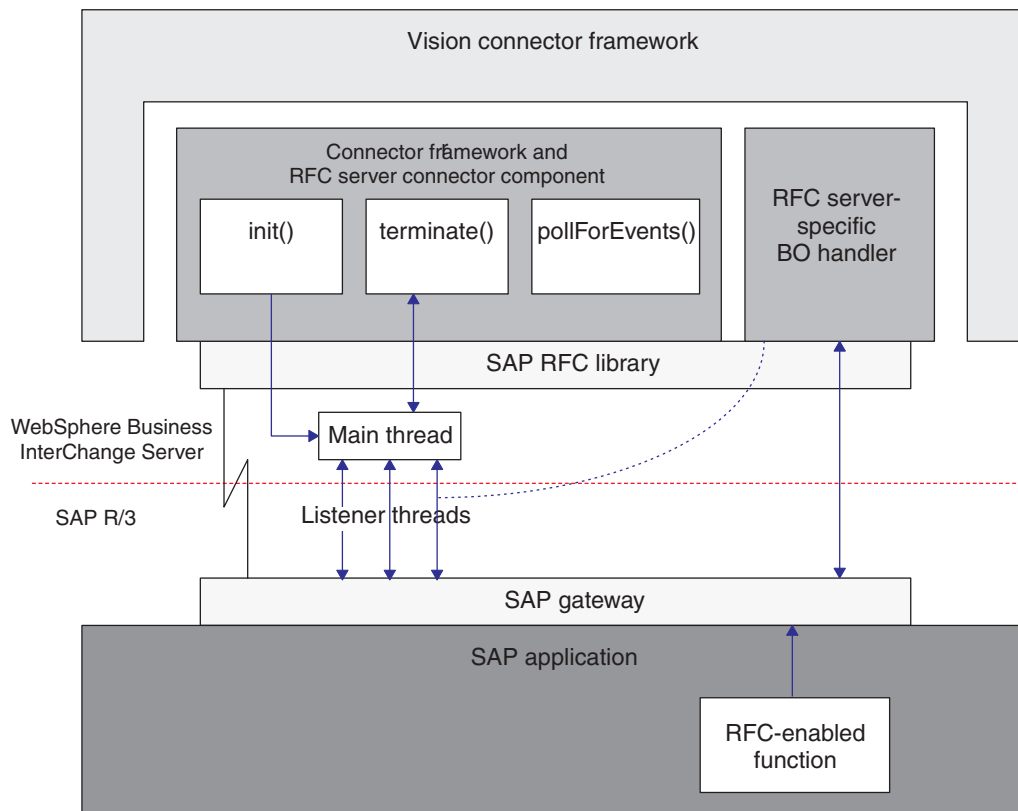 Vision connector framework
Connector framework and
RFC server connector component
init()
terminate()
pollForEvents()
RFC server-
specific
BO handler
SAP RFC library
WebSphere Business
InterChange Server
Main thread
SAP R/3
Listener threads
SAP gateway
SAP application
RFC-enabled
function